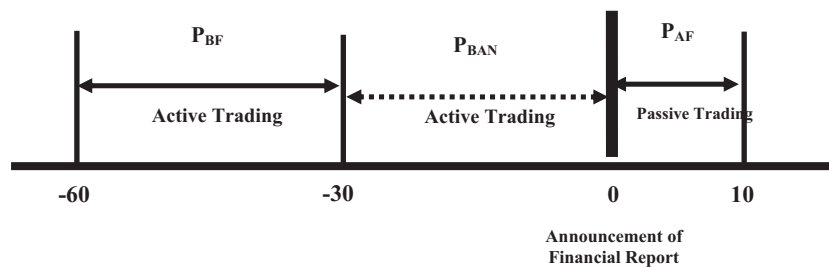 P_BF
P_BAN
P_AF
Active Trading
Active Trading
Passive Trading
-60
-30
0
10
Announcement of
Financial Report